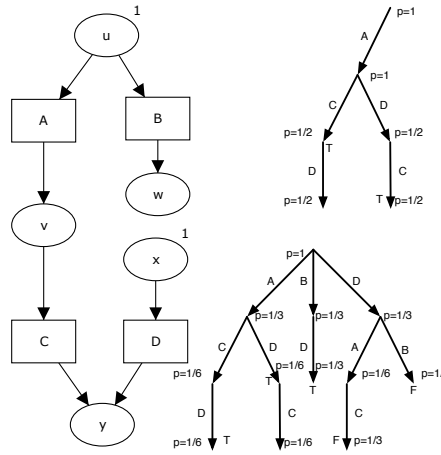 1
u
A
B
w
v
1
x
C
D
y
p=1
A
p=1
C
D
p=1/2
T
p=1/2
D
C
p=1/2
T
p=1/2
p=1
A
B
D
p=1/3
p=1/3
p=1/3
C
D
p=1/6
D
p=1/3
A
B
p=1/6
T
T
p=1/6
F
p=1/
D
C
C
p=1/6
T
p=1/6
F
p=1/3